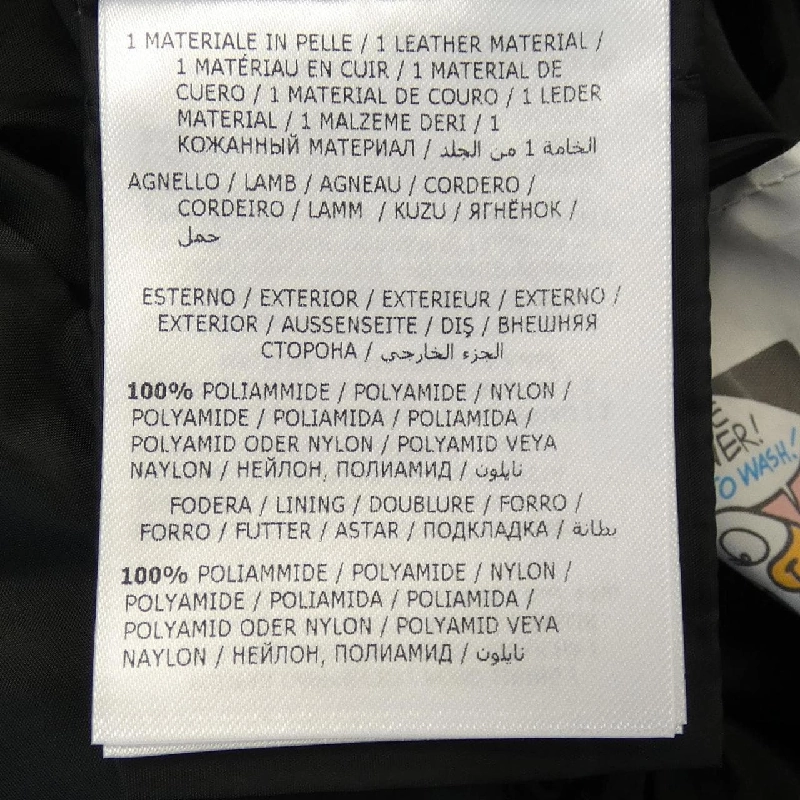 1 MATERIALE IN PELLE / 1 LEATHER MATERIAL /
1 MATÉRIAU EN CUIR / 1 MATERIAL DE
CUERO / 1 MATERIAL DE COURO / 1 LEDER
MATERIAL / 1 MALZEME DERI / 1
КОЖАННЫЙ МАТЕРИАЛ / الخامة 1 من الجلد
AGNELLO / LAMB / AGNEAU / CORDERO /
CORDEIRO / LAMM / KUZU / ЯГНЁНОК /
حمل
ESTERNO / EXTERIOR / EXTERIEUR / EXTERNO /
EXTERIOR / AUSSENSEITE / DIŞ / ВНЕШНЯЯ
СТОРОНА / الجزء الخارجي
100% POLIAMMIDE / POLYAMIDE / NYLON /
POLYAMIDE / POLIAMIDA / POLIAMIDA /
POLYAMID ODER NYLON / POLYAMID VEYA
NAYLON / НЕЙЛОН, ПОЛИАМИД / نايلون
FODERA / LINING / DOUBLURE / FORRO /
FORRO / FUTTER / ASTAR / ПОДКЛАДКА / بطانة
100% POLIAMMIDE / POLYAMIDE / NYLON /
POLYAMIDE / POLIAMIDA / POLIAMIDA /
POLYAMID ODER NYLON / POLYAMID VEYA
NAYLON / НЕЙЛОН, ПОЛИАМИД / نايلون
TO WASH!